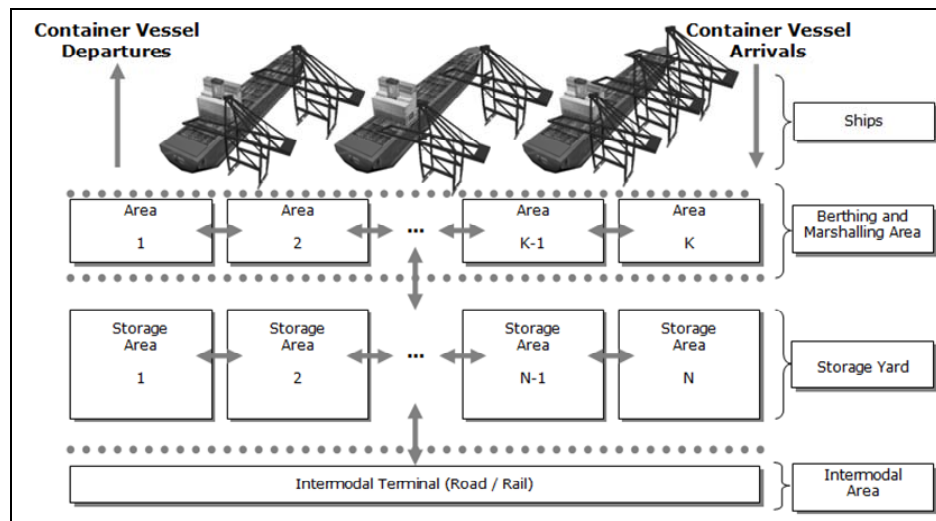 Container Vessel
Departures
Container Vessel
Arrivals
Ships
Area
1
Area
2
...
Area
K-1
Area
K
Berthing and
Marshalling Area
Storage
Area
1
Storage
Area
2
...
Storage
Area
N-1
Storage
Area
N
Storage Yard
Intermodal Terminal (Road / Rail)
Intermodal
Area